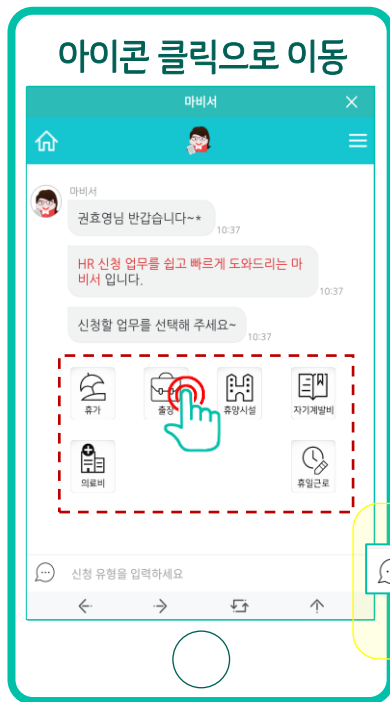 아이콘 클릭으로 이동
마비서
마비서
권효영님 반갑습니다~*
10:37
HR 신청 업무를 쉽고 빠르게 도와드리는 마
비서 입니다.
10:37
신청할 업무를 선택해 주세요~
10:37
휴가 출장 휴양시설 자기계발비
의료비 휴일근로
신청 유형을 입력하세요